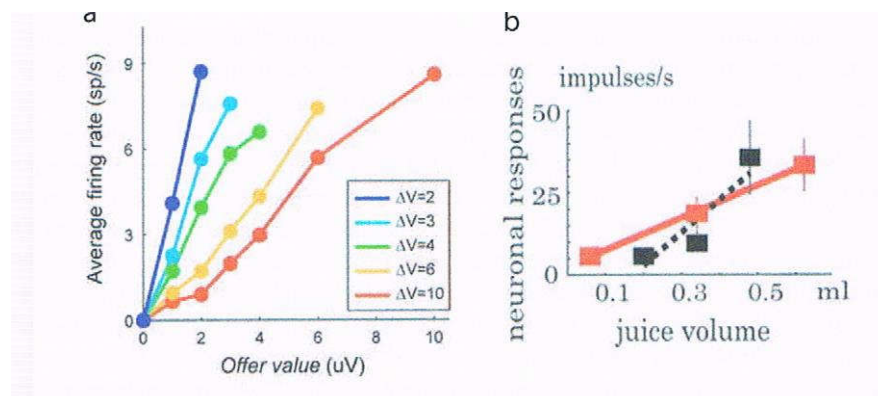 a
9
6
3
0
Average firing rate (sp/s)
0 2 4 6 8 10
Offer value (uV)
ΔV=2
ΔV=3
ΔV=4
ΔV=6
ΔV=10
b
impulses/s
50
25
0
neuronal responses
0.1 0.3 0.5 ml
juice volume